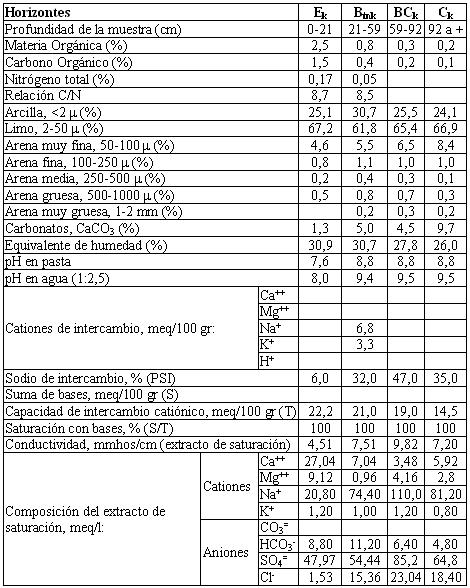 Horizontes Ek Btnk BCk Ck
Profundidad de la muestra (cm) 0-21 21-59 59-92 92 a +
Materia Orgánica (%) 2,5 0,8 0,3 0,2
Carbono Orgánico (%) 1,5 0,4 0,2 0,1
Nitrógeno total (%) 0,17 0,05
Relación C/N 8,7 8,5
Arcilla, <2 μ (%) 25,1 30,7 25,5 24,1
Limo, 2-50 μ (%) 67,2 61,8 65,4 66,9
Arena muy fina, 50-100 μ (%) 4,6 5,5 6,5 8,4
Arena fina, 100-250 μ (%) 0,8 1,1 1,0 1,0
Arena media, 250-500 μ (%) 0,2 0,4 0,3 0,1
Arena gruesa, 500-1000 μ (%) 0,5 0,8 0,7 0,3
Arena muy gruesa, 1-2 mm (%) 0,2 0,3 0,2
Carbonatos, CaCO3 (%) 1,3 5,0 4,5 9,7
Equivalente de humedad (%) 30,9 30,7 27,8 26,0
pH en pasta 7,6 8,8 8,8 8,8
pH en agua (1:2,5) 8,0 9,4 9,5 9,5
Cationes de intercambio, meq/100 gr:
Ca++
Mg++
Na+ 6,8
K+ 3,3
H+
Sodio de intercambio, % (PSI) 6,0 32,0 47,0 35,0
Suma de bases, meq/100 gr (S)
Capacidad de intercambio catiónico, meq/100 gr (T) 22,2 21,0 19,0 14,5
Saturación con bases, % (S/T) 100 100 100 100
Conductividad, mmhos/cm (extracto de saturación) 4,51 7,51 9,82 7,20
Composición del extracto de saturación, meq/l:
Cationes
Ca++ 27,04 7,04 3,48 5,92
Mg++ 9,12 0,96 4,16 2,8
Na+ 20,80 74,40 110,0 81,20
K+ 1,20 1,00 1,20 0,80
Aniones
CO3=
HCO3- 8,80 11,20 6,40 4,80
SO4= 47,97 54,44 85,2 64,8
Cl- 1,53 15,36 23,04 18,40